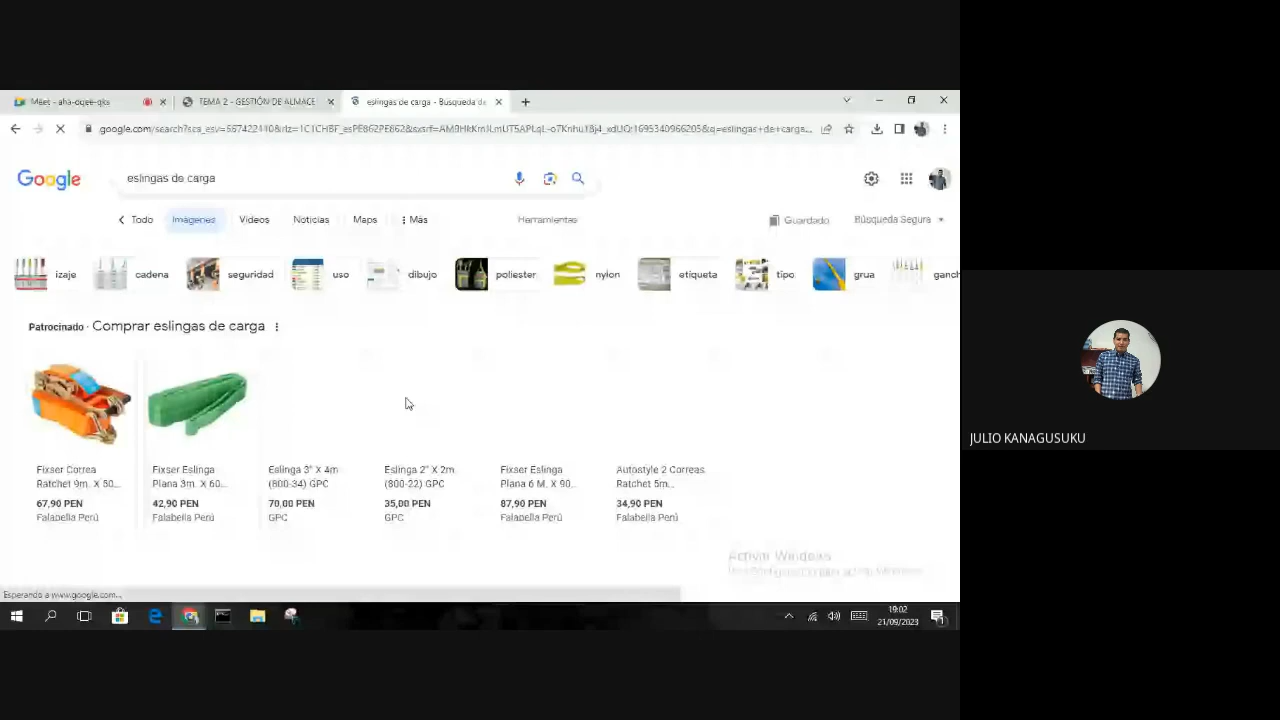 Meet - aha-dqee-qks
TEMA 2 - GESTIÓN DE ALMACE
eslingas de carga - Búsqueda de
Google
eslingas de carga
Todo
Imágenes
Videos
Noticias
Maps
Más
Herramientas
Guardado
Búsqueda Segura
izaje
cadena
seguridad
uso
dibujo
poliester
nylon
etiqueta
tipo
grua
ganch
Patrocinado · Comprar eslingas de carga
Fixser Correa
Ratchet 9m. X 50...
67,90 PEN
Falabella Perú
Fixser Eslinga
Plana 3m. X 60...
42,90 PEN
Falabella Perú
Eslinga 3" X 4m
(800-34) GPC
70,00 PEN
GPC
Eslinga 2" X 2m
(800-22) GPC
35,00 PEN
GPC
Fixser Eslinga
Plana 6 M. X 90...
87,90 PEN
Falabella Perú
Autostyle 2 Correas
Ratchet 5m...
34,90 PEN
Falabella Perú
Activar Windows
Esperando a www.google.com...
19:02
21/09/2023
JULIO KANAGUSUKU